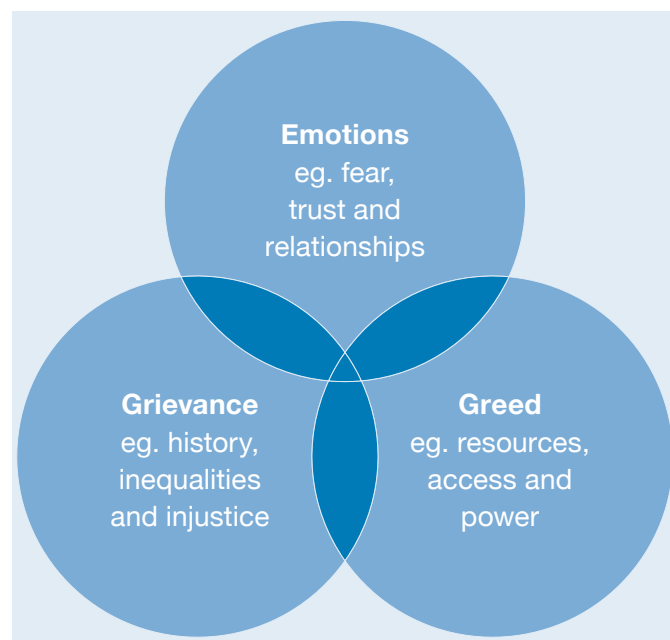 Emotions
eg. fear,
trust and
relationships
Grievance
eg. history,
inequalities
and injustice
Greed
eg. resources,
access and
power